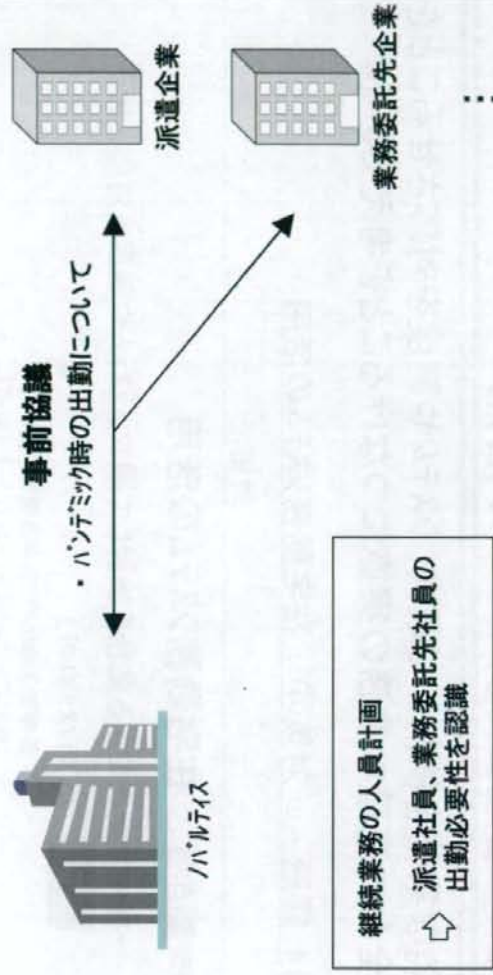 事前協議
・ パンデミック時の出勤について
派遣企業
業務委託先企業
ノバルティス
継続業務の人員計画
⇨ 派遣社員、業務委託先社員の
出勤必要性を認識